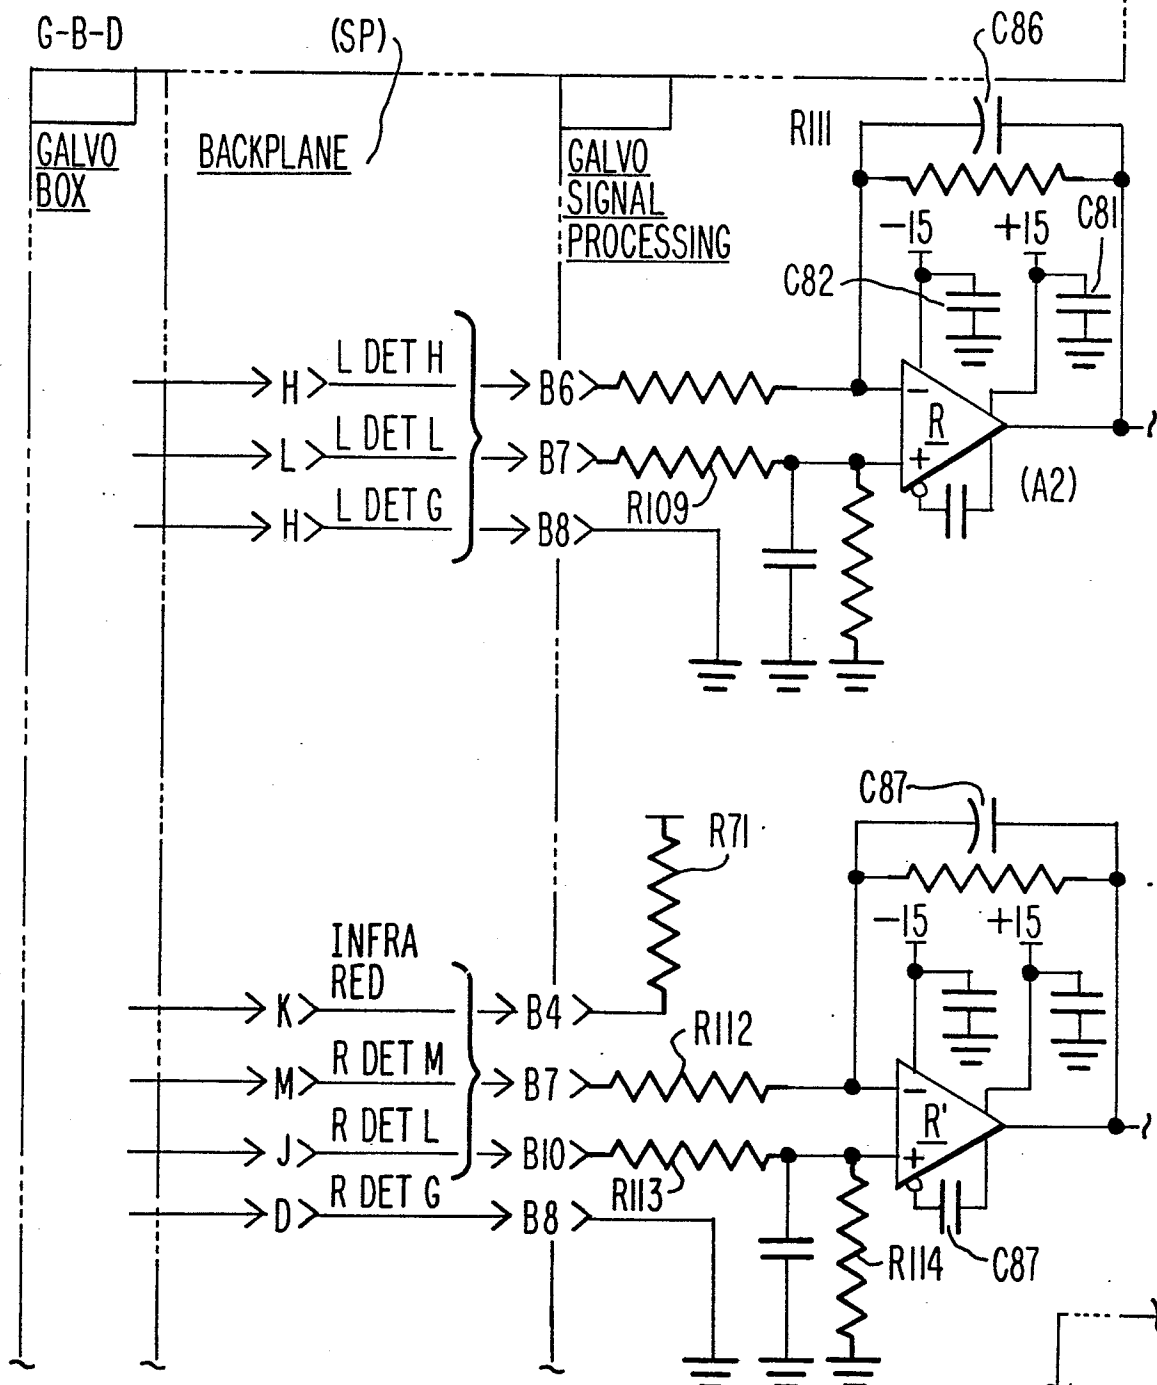 G-B-D
(SP)
C86
GALVO
BOX
BACKPLANE
GALVO
SIGNAL
PROCESSING
R111
-15
+15
C81
C82
H
L DET H
B6
-
R
L
L DET L
B7
+
R109
(A2)
H
L DET G
B8
C87
R71
-15
+15
INFRA
RED
K
B4
R112
M
R DET M
B7
-
R'
J
R DET L
B10
+
R113
D
R DET G
B8
R114
C87